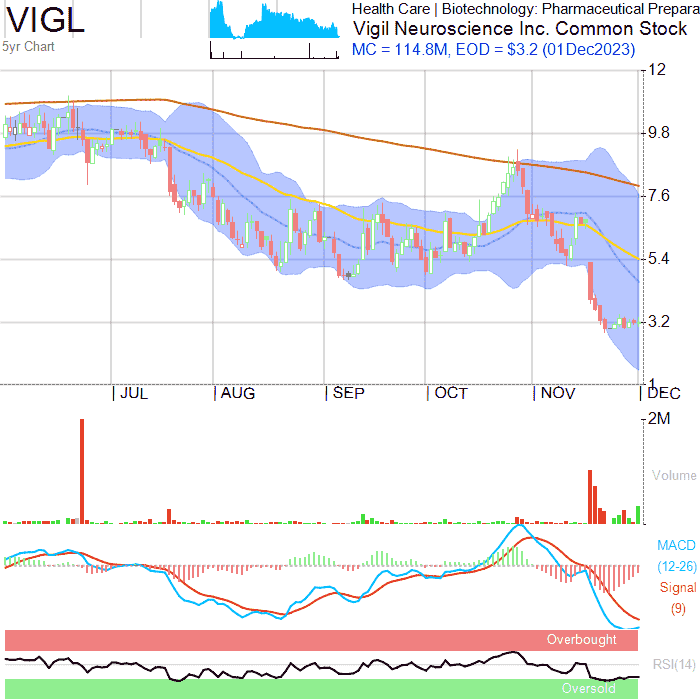 VIGL
5yr Chart
Health Care | Biotechnology: Pharmaceutical Prepara
Vigil Neuroscience Inc. Common Stock
MC = 114.8M, EOD = $3.2 (01Dec2023)
12
9.8
7.6
5.4
3.2
1
JUL AUG SEP OCT NOV DEC
2M
Volume
MACD
(12-26)
Signal
(9)
Overbought
RSI(14)
Oversold